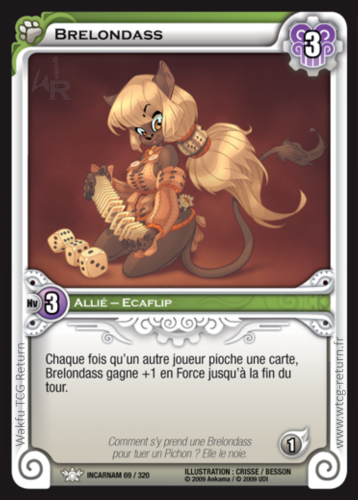 BRELONDASS
3
1
R
Nv 3 ALLIÉ – ECAFLIP
Chaque fois qu'un autre joueur pioche une carte,
Brelondass gagne +1 en Force jusqu'à la fin du
tour.
Comment s'y prend une Brelondass
pour tuer un Pichon ? Elle le noie.
1
INCARNAM 69 / 320
ILLUSTRATION : CRISSE / BESSON
© 2009 Ankama / © 2009 UDI
Wakfu TCG Return
www.wtcg-return.fr